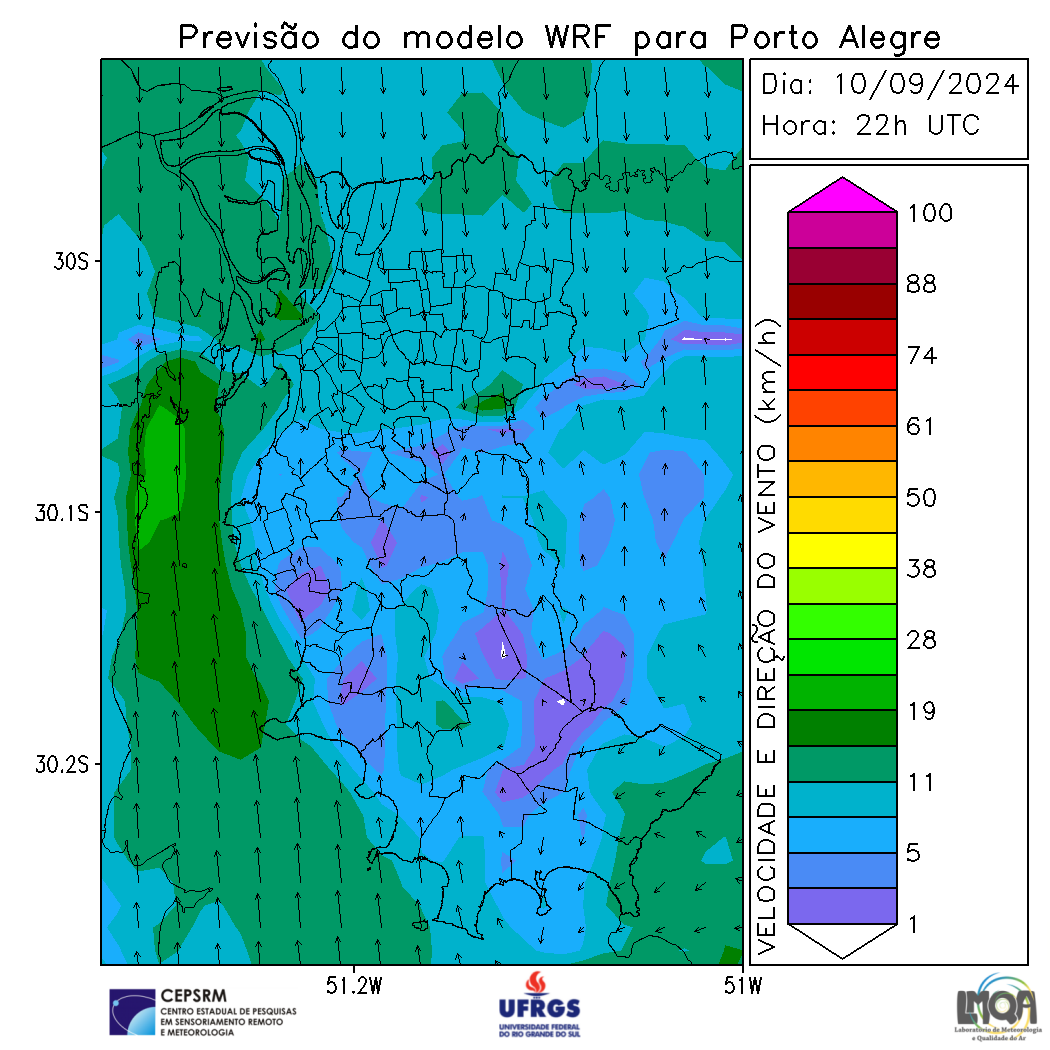 Previsão do modelo WRF para Porto Alegre
Dia: 10/09/2024
Hora: 22h UTC
30S
30.1S
30.2S
51.2W
51W
VELOCIDADE E DIREÇÃO DO VENTO (km/h)
100
88
74
61
50
38
28
19
11
5
1
CEPSRM
CENTRO ESTADUAL DE PESQUISAS
EM SENSORIAMENTO REMOTO
E METEOROLOGIA
UFRGS
UNIVERSIDADE FEDERAL
DO RIO GRANDE DO SUL
LMQA
Laboratório de Meteorologia
e Qualidade do Ar